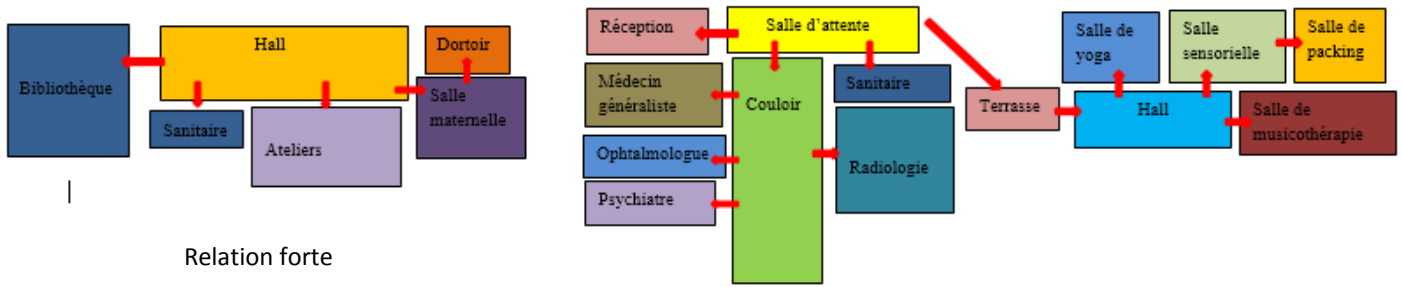 Hall
Dortoir
Bibliothèque
Salle
maternelle
Sanitaire
Ateliers
Relation forte
Réception
Salle d'attente
Médecin
généraliste
Couloir
Sanitaire
Ophtalmologue
Radiologie
Psychiatre
Terrasse
Salle de
yoga
Salle
sensorielle
Salle de
packing
Hall
Salle de
musicothérapie